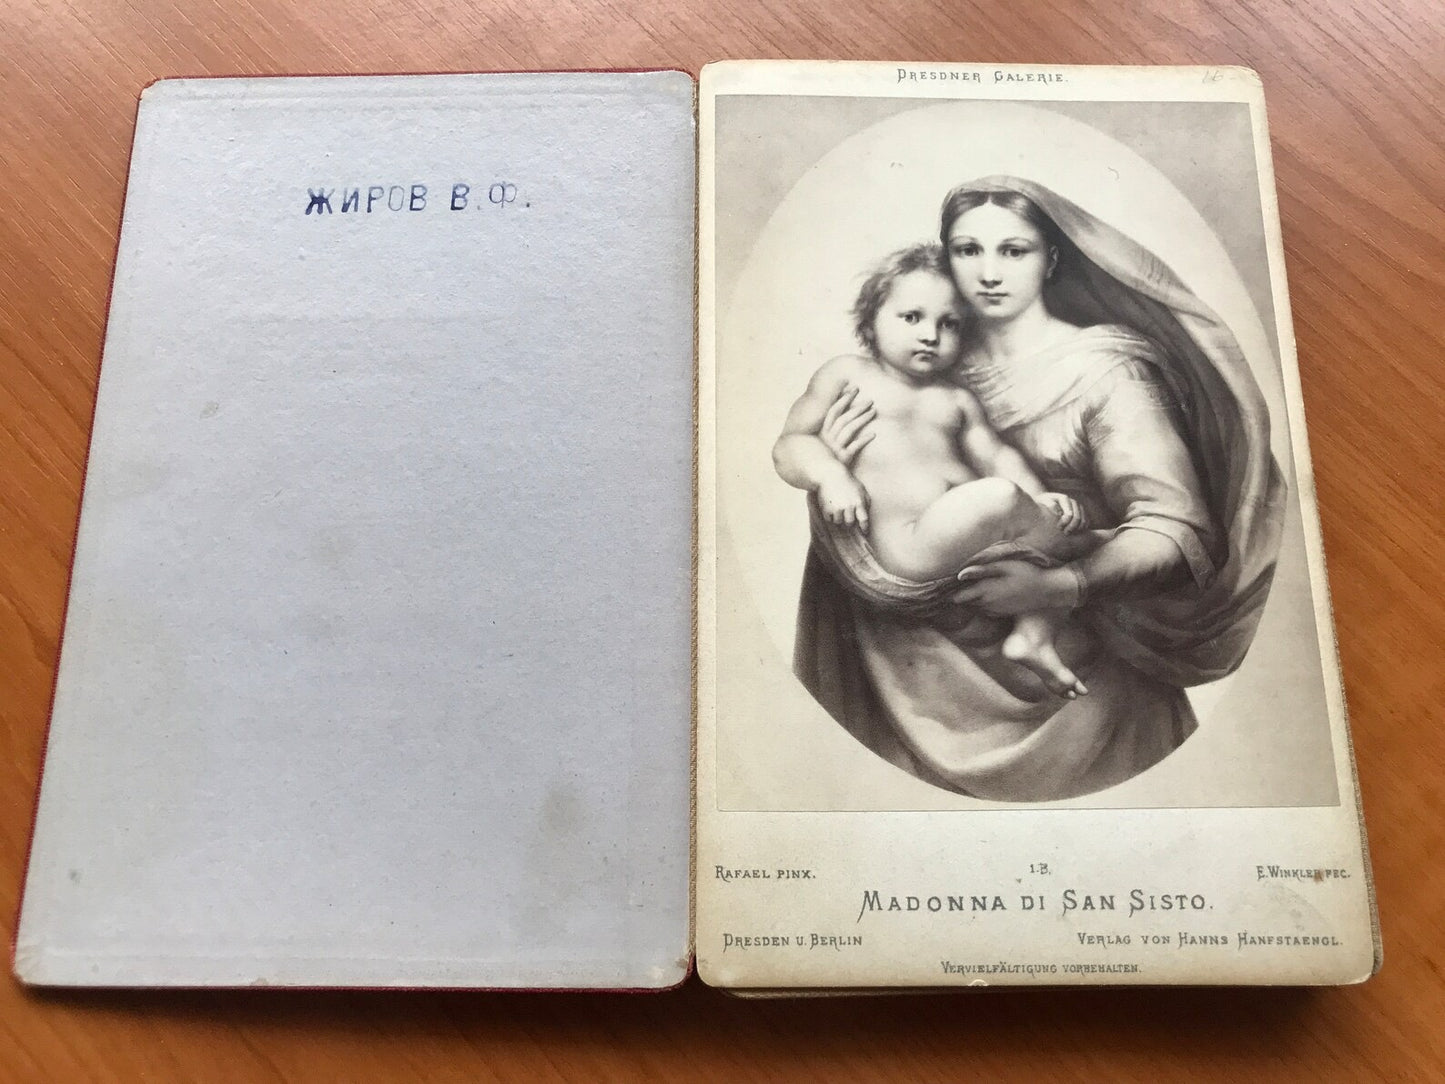 ЖИРОВ В.Ф.
DRESDNER GALERIE.
RAFAEL PINX. 1.B. E. WINKLER FEC.
MADONNA DI SAN SISTO.
DRESDEN U. BERLIN VERLAG VON HANNS HANFSTAENGL.
VERVIELFÄLTIGUNG VORBEHALTEN.